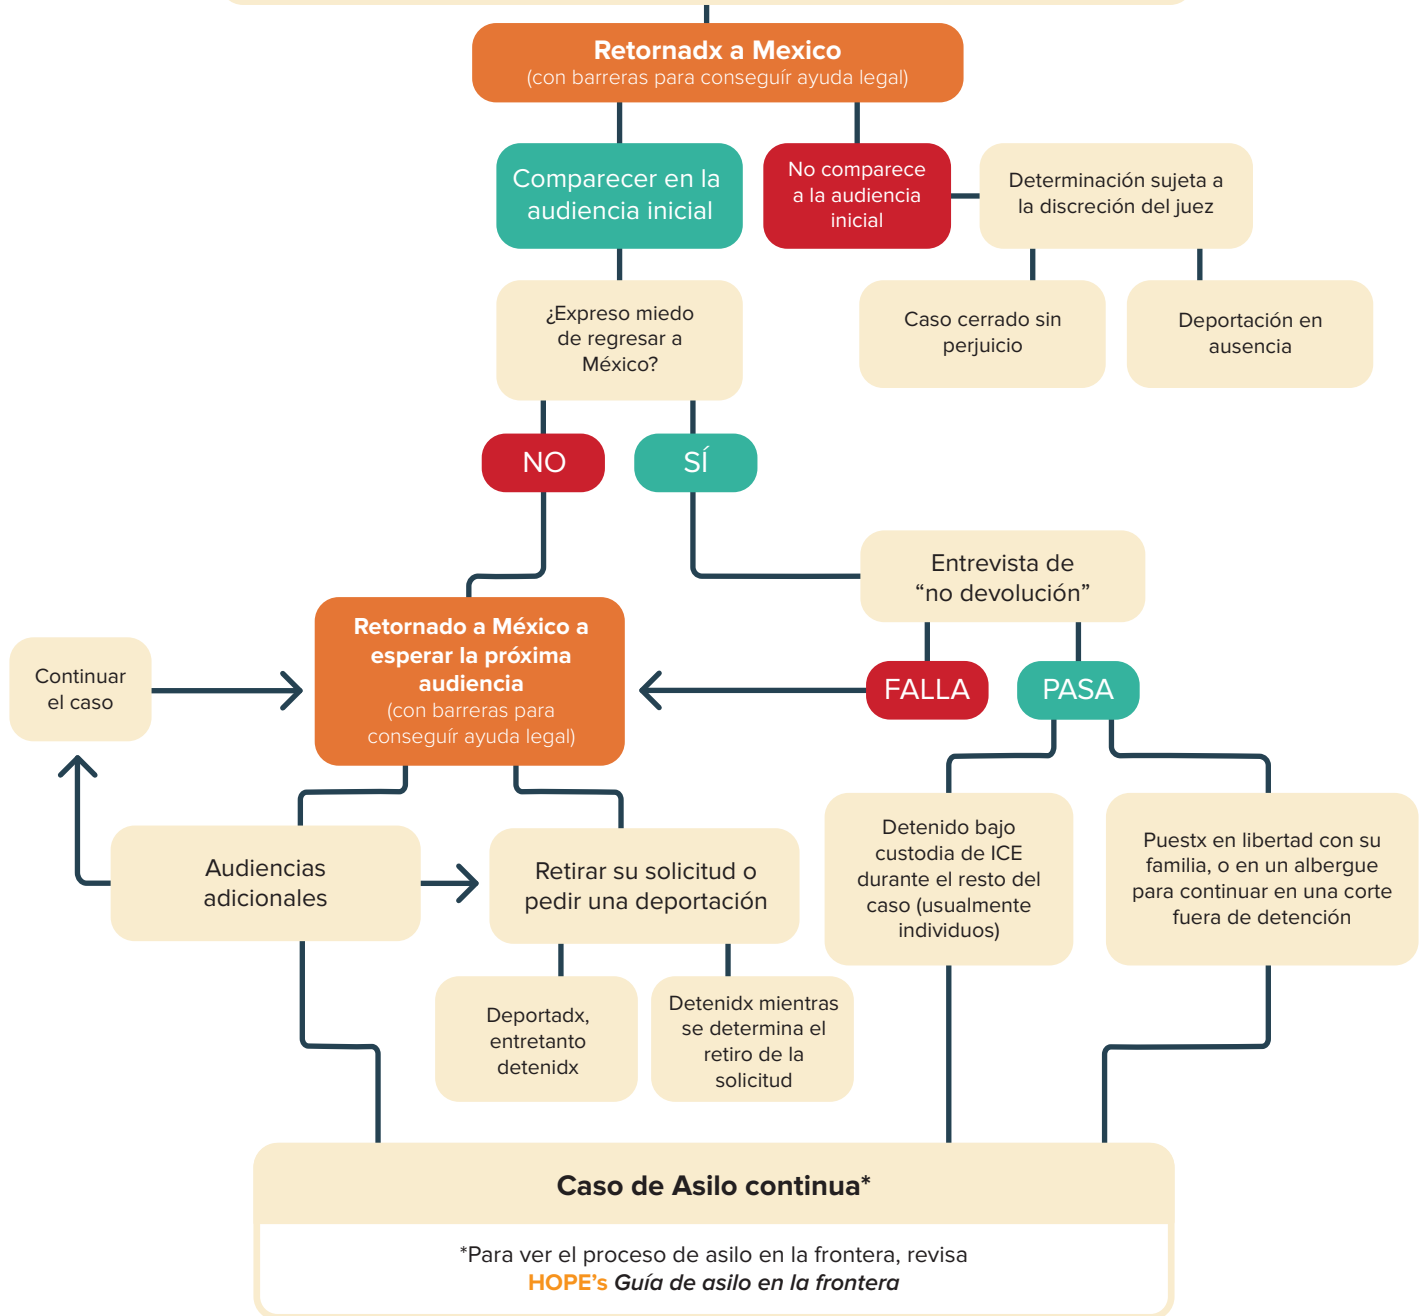 Retornadx a Mexico
(con barreras para conseguír ayuda legal)
Comparecer en la
audiencia inicial
No comparece
a la audiencia
inicial
Determinación sujeta a
la discreción del juez
¿Expreso miedo
de regresar a
México?
Caso cerrado sin
perjuicio
Deportación en
ausencia
NO
SÍ
Entrevista de
“no devolución”
Retornado a México a
esperar la próxima
audiencia
(con barreras para
conseguír ayuda legal)
Continuar
el caso
FALLA
PASA
Audiencias
adicionales
Retirar su solicitud o
pedir una deportación
Detenido bajo
custodia de ICE
durante el resto del
caso (usualmente
individuos)
Puestx en libertad con su
familia, o en un albergue
para continuar en una corte
fuera de detención
Deportadx,
entretanto
detenidx
Detenidx mientras
se determina el
retiro de la
solicitud
Caso de Asilo continua*
*Para ver el proceso de asilo en la frontera, revisa
HOPE's Guía de asilo en la frontera